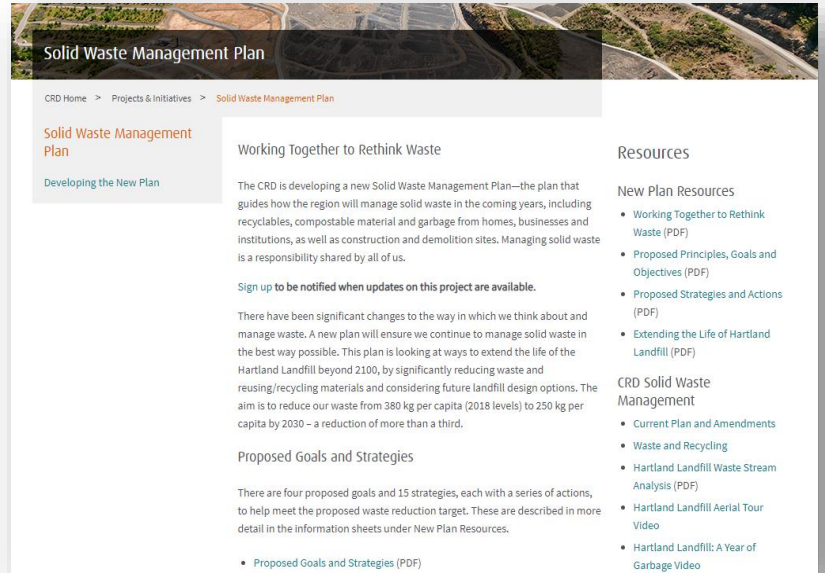 Solid Waste Management Plan
CRD Home > Projects & Initiatives > Solid Waste Management Plan
Solid Waste Management
Plan
Developing the New Plan
Working Together to Rethink Waste
The CRD is developing a new Solid Waste Management Plan—the plan that
guides how the region will manage solid waste in the coming years, including
recyclables, compostable material and garbage from homes, businesses and
institutions, as well as construction and demolition sites. Managing solid waste
is a responsibility shared by all of us.
Sign up to be notified when updates on this project are available.
There have been significant changes to the way in which we think about and
manage waste. A new plan will ensure we continue to manage solid waste in
the best way possible. This plan is looking at ways to extend the life of the
Hartland Landfill beyond 2100, by significantly reducing waste and
reusing/recycling materials and considering future landfill design options. The
aim is to reduce our waste from 380 kg per capita (2018 levels) to 250 kg per
capita by 2030 – a reduction of more than a third.
Proposed Goals and Strategies
There are four proposed goals and 15 strategies, each with a series of actions,
to help meet the proposed waste reduction target. These are described in more
detail in the information sheets under New Plan Resources.
• Proposed Goals and Strategies (PDF)
Resources
New Plan Resources
• Working Together to Rethink
Waste (PDF)
• Proposed Principles, Goals and
Objectives (PDF)
• Proposed Strategies and Actions
(PDF)
• Extending the Life of Hartland
Landfill (PDF)
CRD Solid Waste
Management
• Current Plan and Amendments
• Waste and Recycling
• Hartland Landfill Waste Stream
Analysis (PDF)
• Hartland Landfill Aerial Tour
Video
• Hartland Landfill: A Year of
Garbage Video